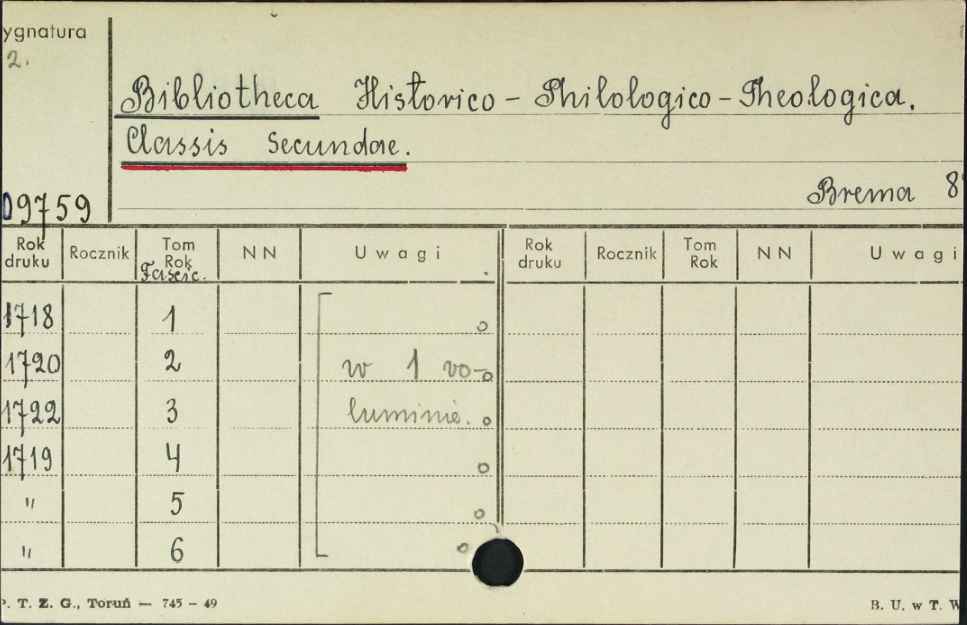 ygnatura
2.
Bibliotheca Historico - Philologico - Theologica.
Classis Secundae.
Brema 8
09759
Rok druku Rocznik Tom Rok Fascic. NN Uwagi Rok druku Rocznik Tom Rok NN Uwagi
1718 1
1720 2 w 1 vo-
1722 3 luminie.
1719 4
" 5
" 6
P. T. Z. G., Toruń — 745 - 49 B. U. w T. W